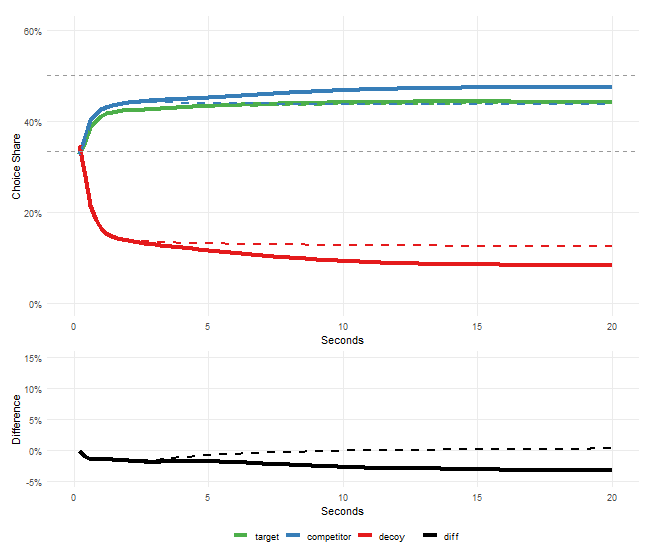 60%
40%
20%
0%
Choice Share
0 5 10 15 20
Seconds
15%
10%
5%
0%
-5%
Difference
0 5 10 15 20
Seconds
target competitor decoy diff